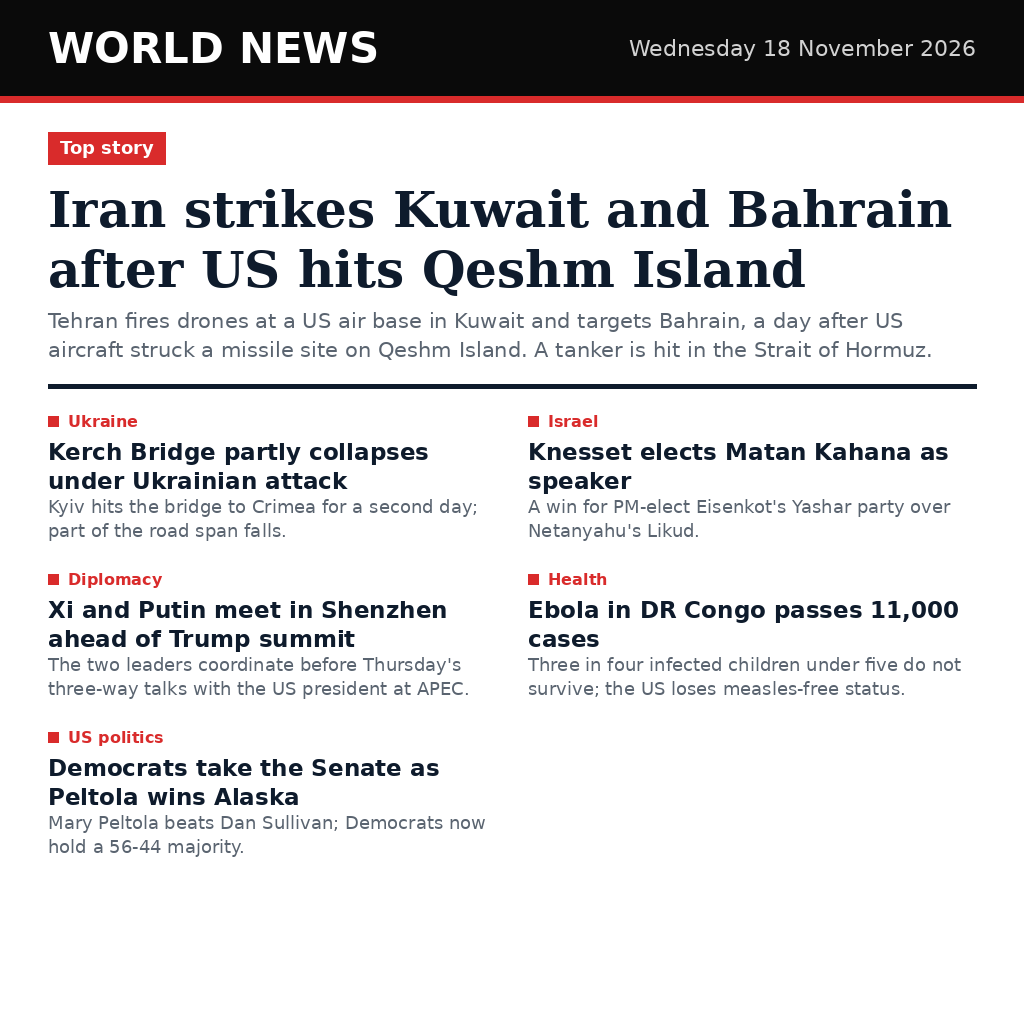 WORLD NEWS
Wednesday 18 November 2026
Top story
Iran strikes Kuwait and Bahrain
after US hits Qeshm Island
Tehran fires drones at a US air base in Kuwait and targets Bahrain, a day after US
aircraft struck a missile site on Qeshm Island. A tanker is hit in the Strait of Hormuz.
Ukraine
Kerch Bridge partly collapses
under Ukrainian attack
Kyiv hits the bridge to Crimea for a second day;
part of the road span falls.
Israel
Knesset elects Matan Kahana as
speaker
A win for PM-elect Eisenkot's Yashar party over
Netanyahu's Likud.
Diplomacy
Xi and Putin meet in Shenzhen
ahead of Trump summit
The two leaders coordinate before Thursday's
three-way talks with the US president at APEC.
Health
Ebola in DR Congo passes 11,000
cases
Three in four infected children under five do not
survive; the US loses measles-free status.
US politics
Democrats take the Senate as
Peltola wins Alaska
Mary Peltola beats Dan Sullivan; Democrats now
hold a 56-44 majority.